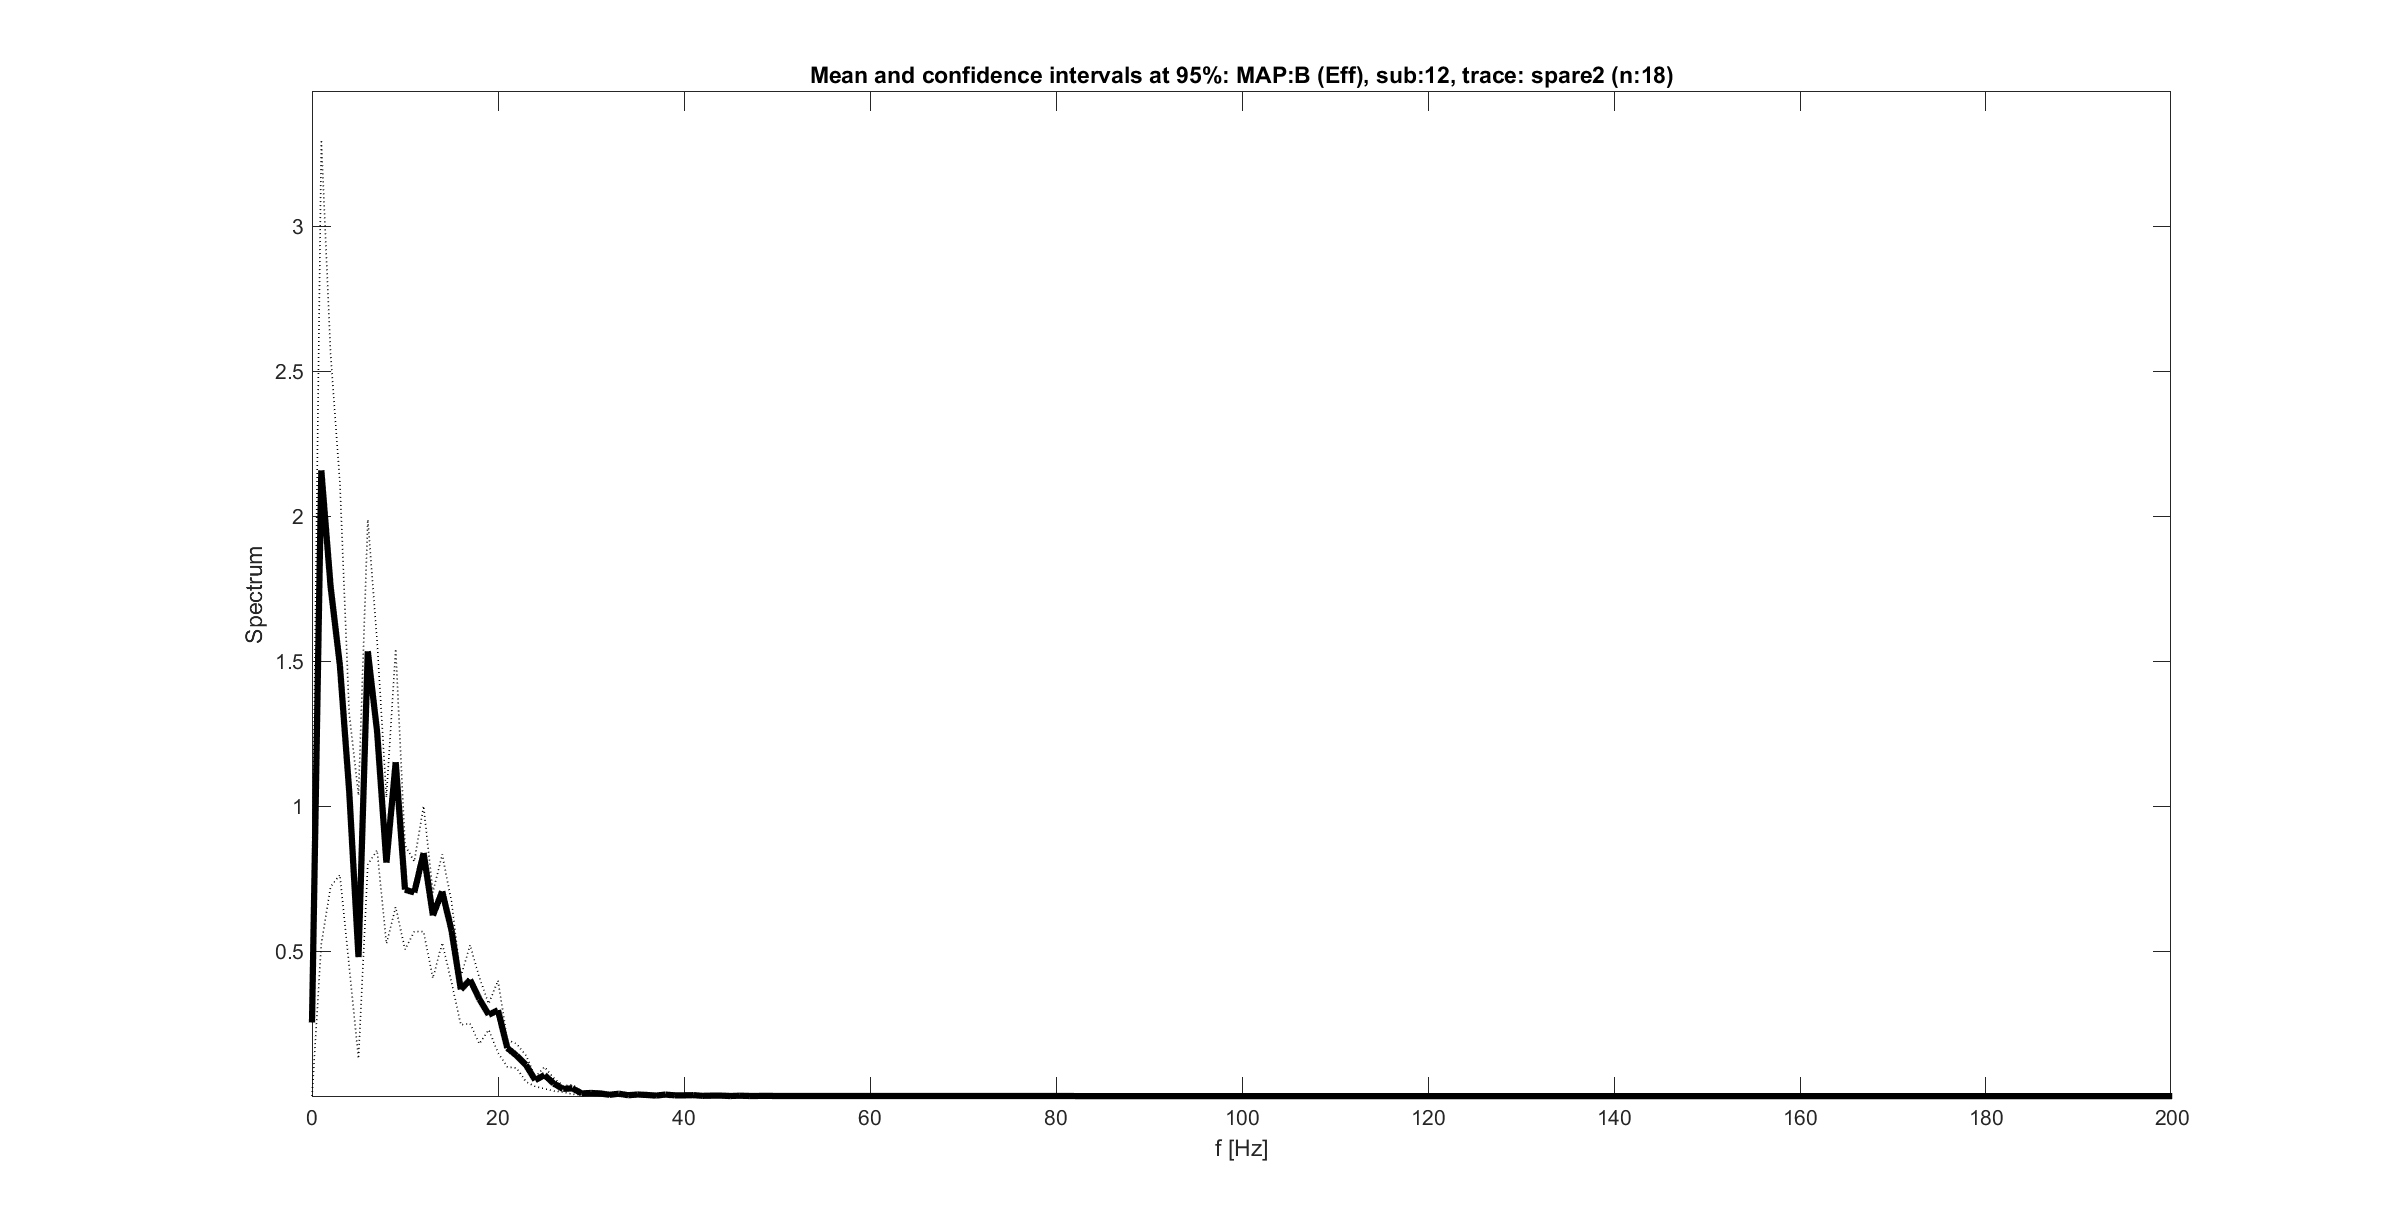 Mean and confidence intervals at 95%: MAP:B (Eff), sub:12, trace: spare2 (n:18)
3
2.5
2
1.5
1
0.5
Spectrum
0 20 40 60 80 100 120 140 160 180 200
f [Hz]